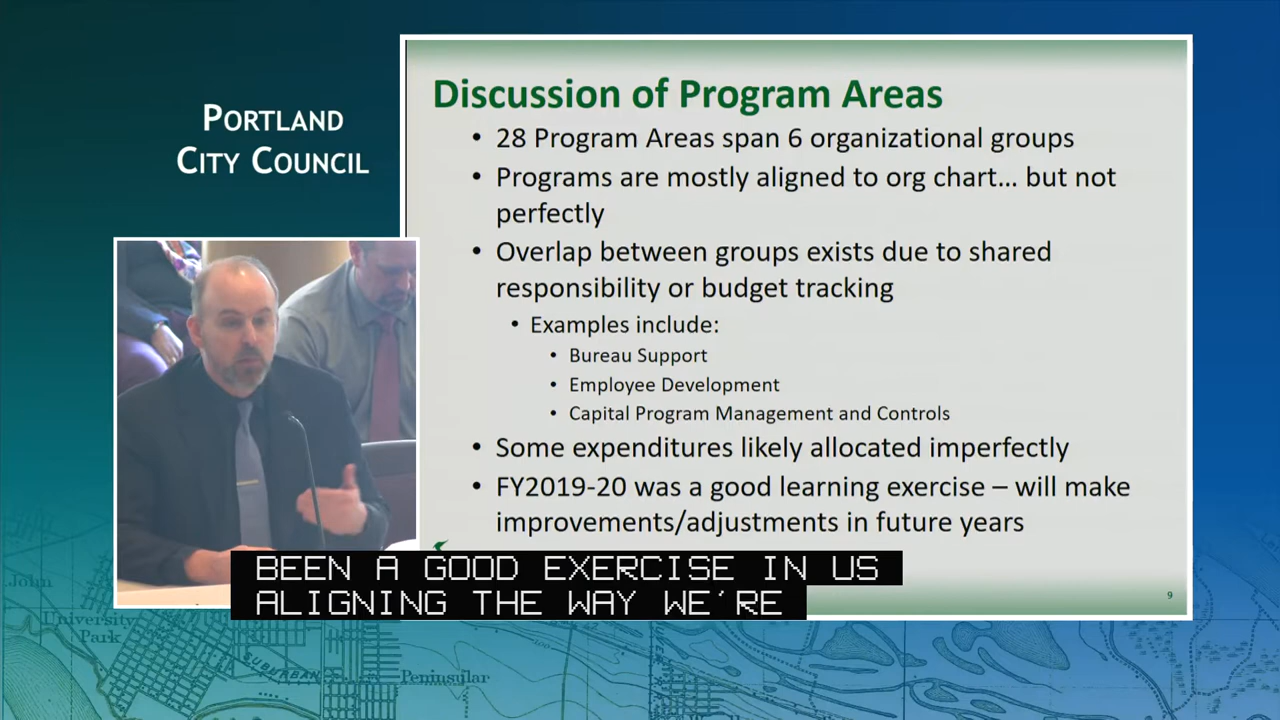 PORTLAND
CITY COUNCIL
Discussion of Program Areas
• 28 Program Areas span 6 organizational groups
• Programs are mostly aligned to org chart… but not
perfectly
• Overlap between groups exists due to shared
responsibility or budget tracking
• Examples include:
• Bureau Support
• Employee Development
• Capital Program Management and Controls
• Some expenditures likely allocated imperfectly
• FY2019-20 was a good learning exercise – will make
improvements/adjustments in future years
9
BEEN A GOOD EXERCISE IN US
ALIGNING THE WAY WE'RE
St. John
University
Park
SUBURBAN
Peninsular